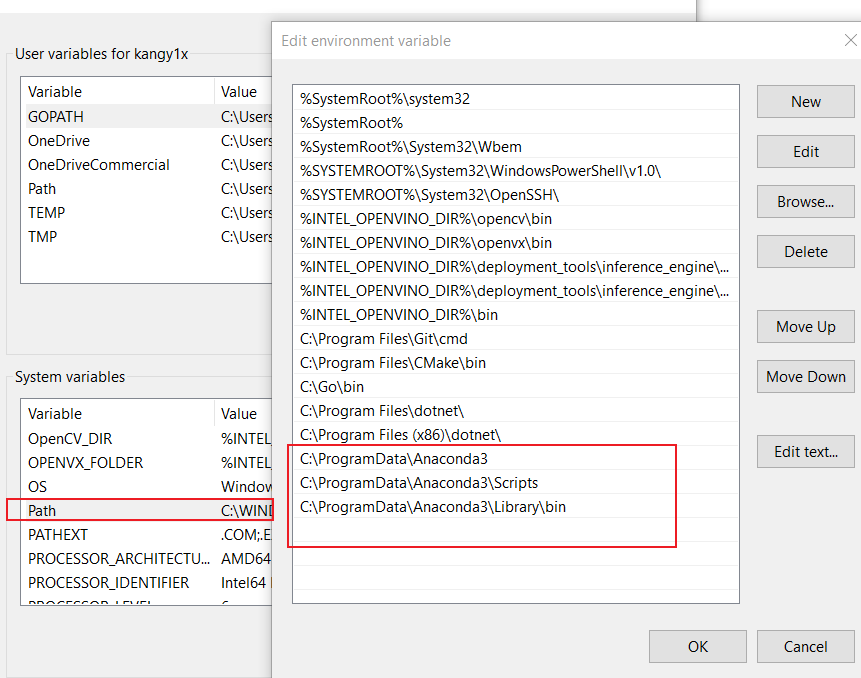 User variables for kangy1x
Variable Value
GOPATH C:\Users
OneDrive C:\Users
OneDriveCommercial C:\Users
Path C:\Users
TEMP C:\Users
TMP C:\Users
System variables
Variable Value
OpenCV_DIR %INTEL
OPENVX_FOLDER %INTEL
OS Window
Path C:\WIND
PATHEXT .COM;.E
PROCESSOR_ARCHITECTU... AMD64
PROCESSOR_IDENTIFIER Intel64
PROCESSOR_LEVEL 6
Edit environment variable
%SystemRoot%\system32
%SystemRoot%
%SystemRoot%\System32\Wbem
%SYSTEMROOT%\System32\WindowsPowerShell\v1.0\
%SYSTEMROOT%\System32\OpenSSH\
%INTEL_OPENVINO_DIR%\opencv\bin
%INTEL_OPENVINO_DIR%\openvx\bin
%INTEL_OPENVINO_DIR%\deployment_tools\inference_engine\...
%INTEL_OPENVINO_DIR%\deployment_tools\inference_engine\...
%INTEL_OPENVINO_DIR%\bin
C:\Program Files\Git\cmd
C:\Program Files\CMake\bin
C:\Go\bin
C:\Program Files\dotnet\
C:\Program Files (x86)\dotnet\
C:\ProgramData\Anaconda3
C:\ProgramData\Anaconda3\Scripts
C:\ProgramData\Anaconda3\Library\bin
New
Edit
Browse...
Delete
Move Up
Move Down
Edit text...
OK
Cancel